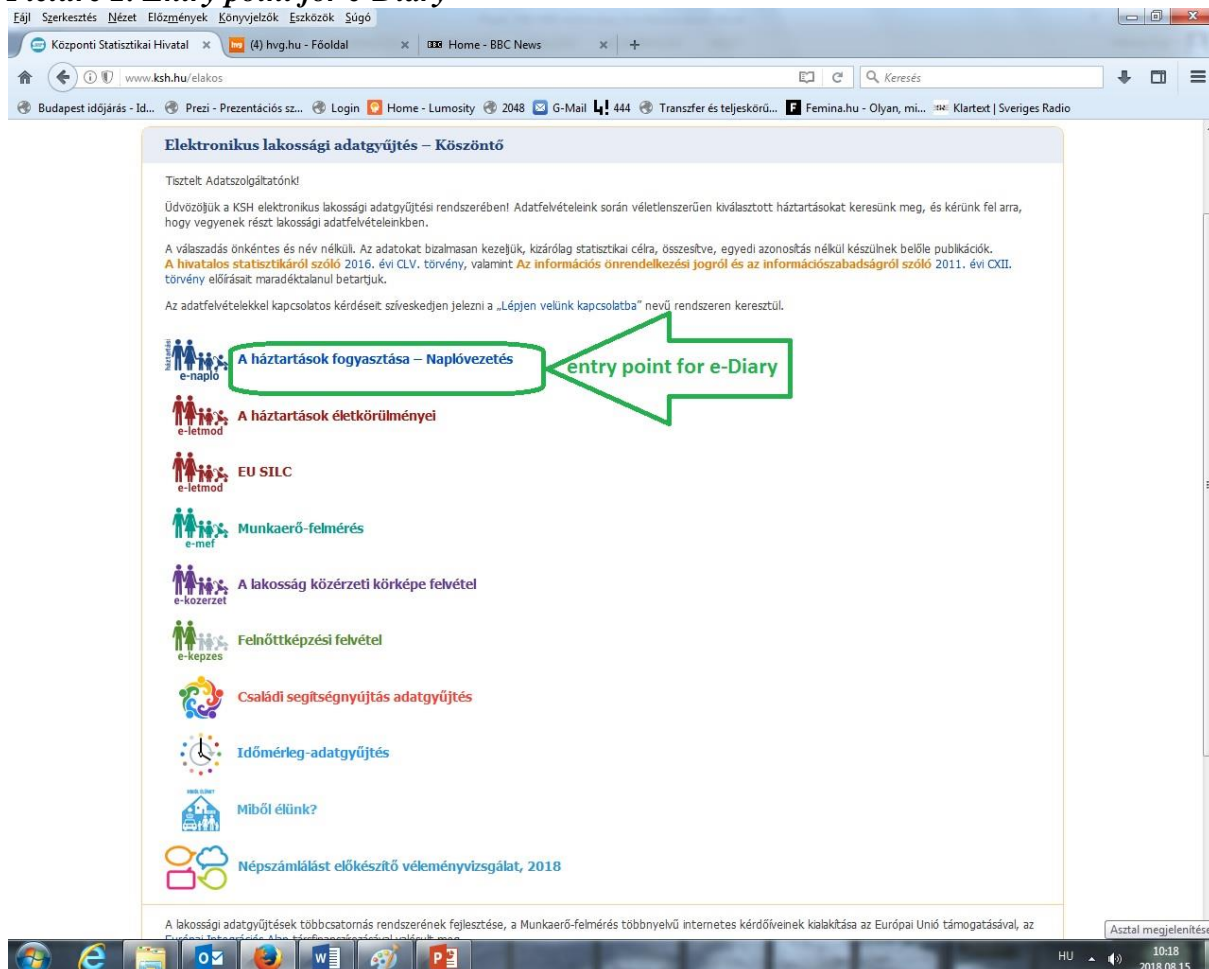 Fájl Szerkesztés Nézet Előzmények Könyvjelzők Eszközök Súgó
Központi Statisztikai Hivatal × (4) hvg.hu - Főoldal × BBC Home - BBC News × +
www.ksh.hu/elakos Keresés
Budapest időjárás - Id... Prezi - Prezentációs sz... Login Home - Lumosity 2048 G-Mail 444 Transzfer és teljeskörű... Femina.hu - Olyan, mi... Klartext | Sveriges Radio
Elektronikus lakossági adatgyűjtés – Köszöntő
Tisztelt Adatszolgáltatónk!
Üdvözöljük a KSH elektronikus lakossági adatgyűjtési rendszerében! Adatfelvételeink során véletlenszerűen kiválasztott háztartásokat keresünk meg, és kérünk fel arra,
hogy vegyenek részt lakossági adatfelvételeinkben.
A válaszadás önkéntes és név nélküli. Az adatokat bizalmasan kezeljük, kizárólag statisztikai célra, összesítve, egyedi azonosítás nélkül készülnek belőle publikációk.
A hivatalos statisztikáról szóló 2016. évi CLV. törvény, valamint Az információs önrendelkezési jogról és az információszabadságról szóló 2011. évi CXII.
törvény előírásait maradéktalanul betartjuk.
Az adatfelvételekkel kapcsolatos kérdéseit szíveskedjen jelezni a „Lépjen velünk kapcsolatba" nevű rendszeren keresztül.
háztartási
e-napló
A háztartások fogyasztása – Naplóvezetés
entry point for e-Diary
A háztartások életkörülményei
e-letmod
EU SILC
e-letmod
Munkaerő-felmérés
e-mef
A lakosság közérzeti körképe felvétel
e-kozerzet
Felnőttképzési felvétel
e-kepzes
Családi segítségnyújtás adatgyűjtés
Időmérleg-adatgyűjtés
MIBŐL ÉLÜNK?
Miből élünk?
Népszámlálást előkészítő véleményvizsgálat, 2018
A lakossági adatgyűjtések többcsatornás rendszerének fejlesztése, a Munkaerő-felmérés többnyelvű internetes kérdőíveinek kialakítása az Európai Unió támogatásával, az
Asztal megjelenítése
HU 10:18
2018.08.15.